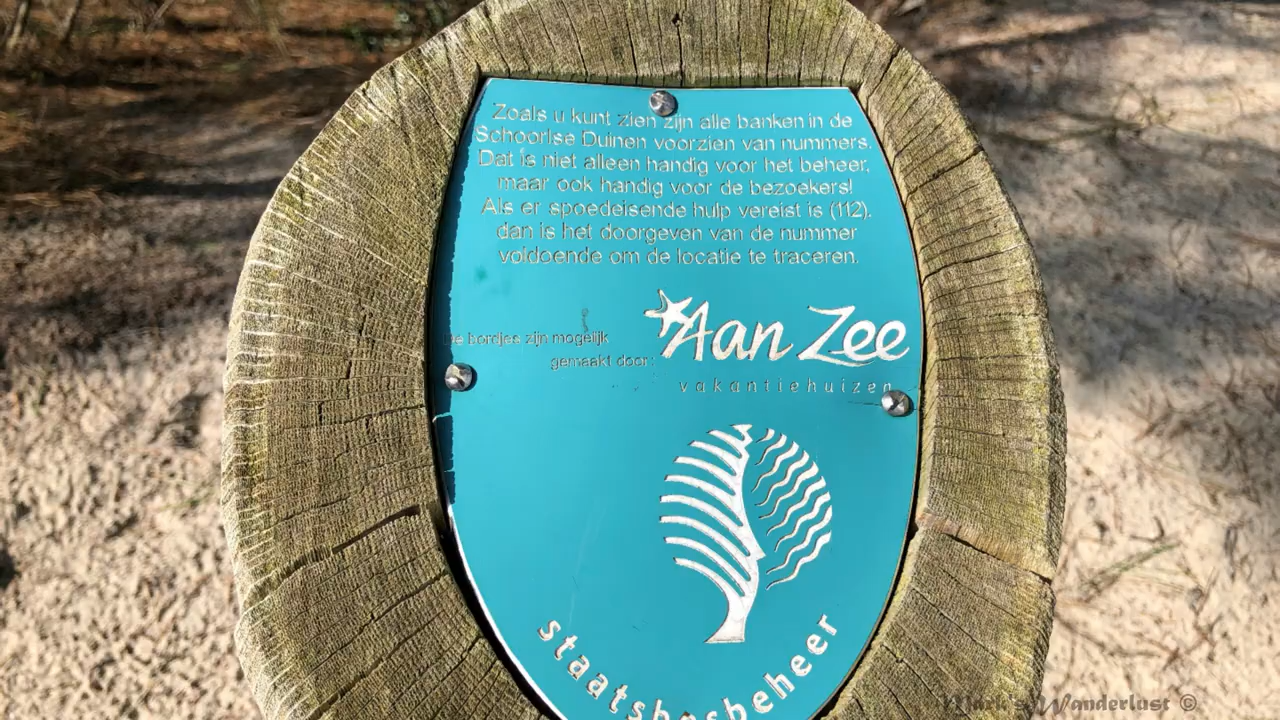 Zoals u kunt zien zijn alle banken in de
Schoorlse Duinen voorzien van nummers.
Dat is niet alleen handig voor het beheer,
maar ook handig voor de bezoekers!
Als er spoedeisende hulp vereist is (112).
dan is het doorgeven van de nummer
voldoende om de locatie te traceren.
De bordjes zijn mogelijk
gemaakt door:
Aan Zee
vakantiehuizen
staatsbosbeheer
Mark's Wanderlust ©